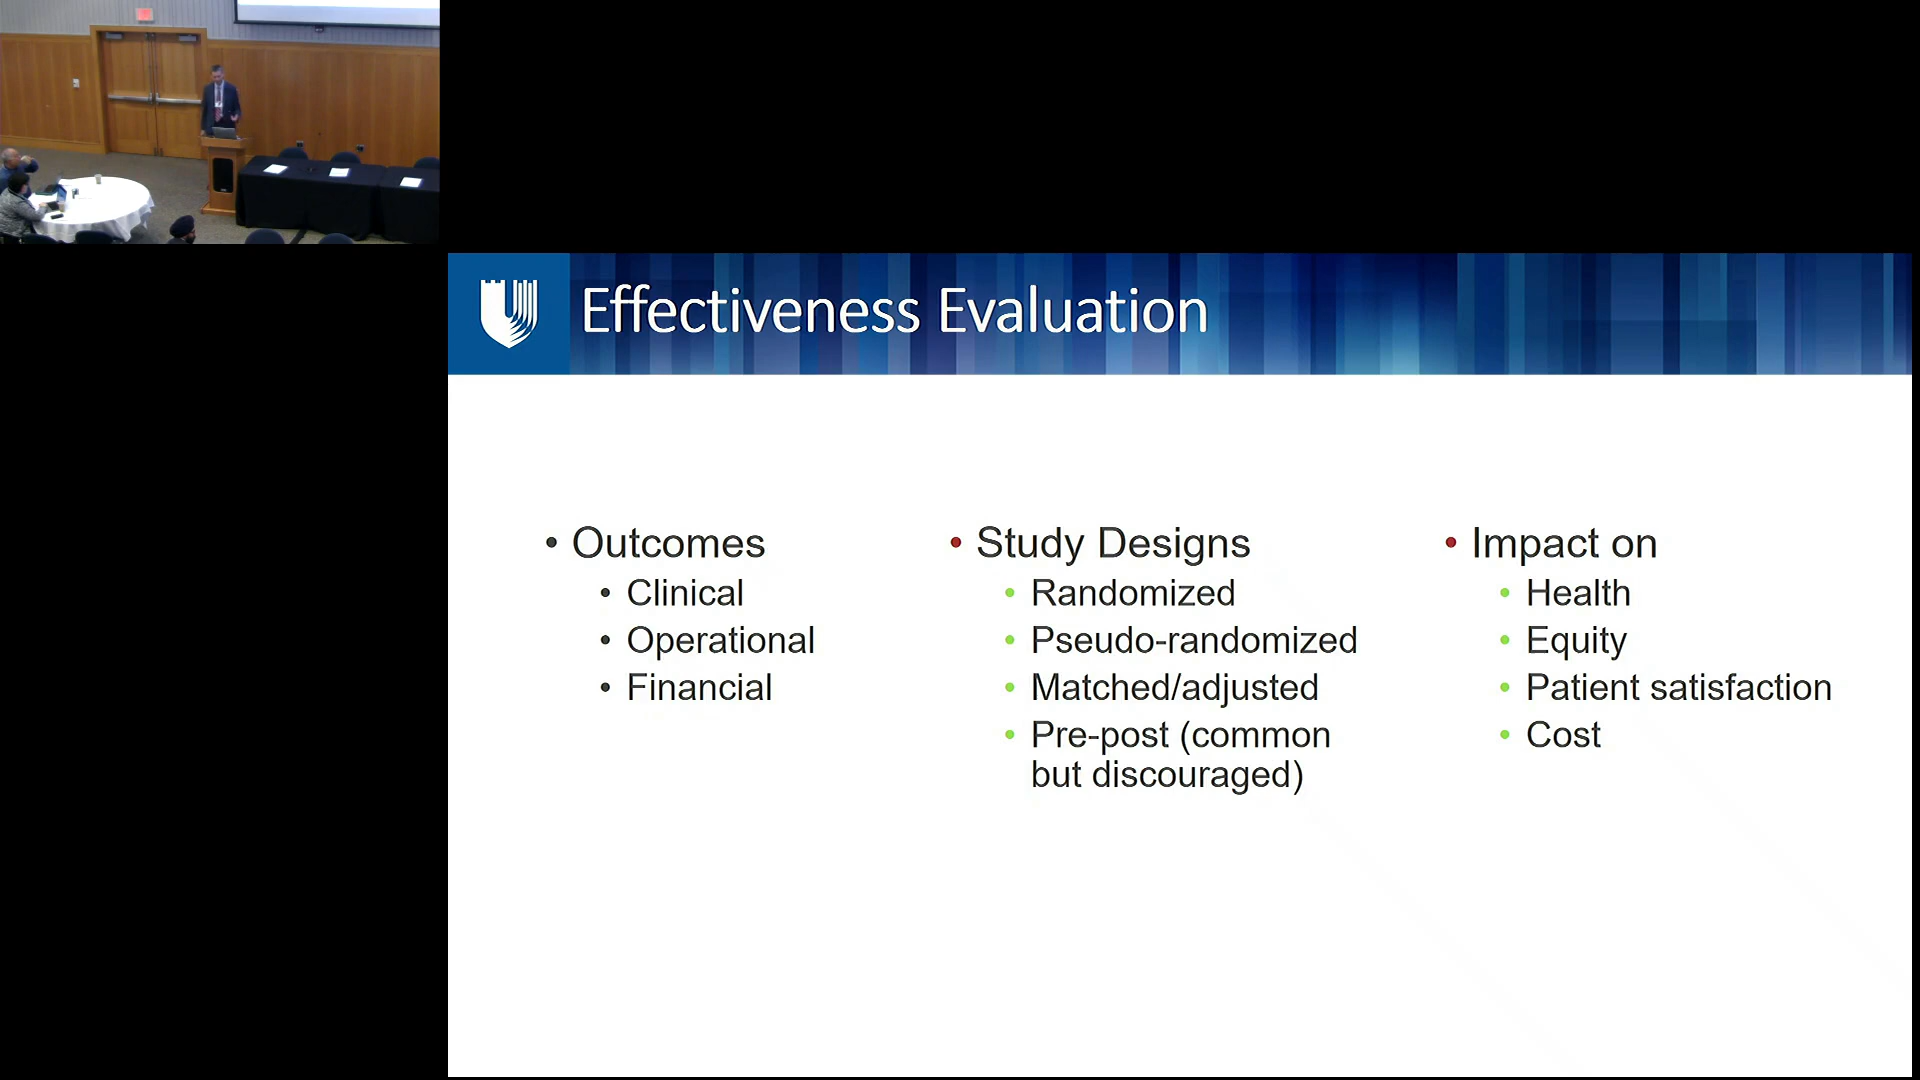 Effectiveness Evaluation
• Outcomes
• Clinical
• Operational
• Financial
• Study Designs
• Randomized
• Pseudo-randomized
• Matched/adjusted
• Pre-post (common
but discouraged)
• Impact on
• Health
• Equity
• Patient satisfaction
• Cost